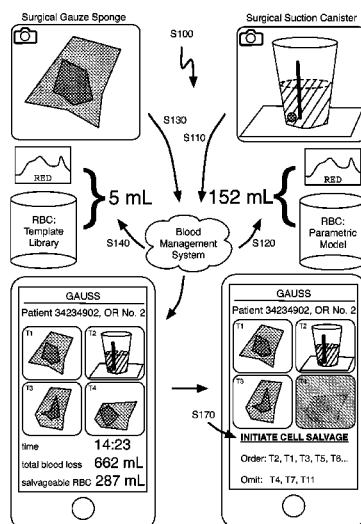 Surgical Gauze Sponge
Surgical Suction Canister
S100
S130
S110
RED
RED
5 mL
152 mL
RBC:
Template
Library
RBC:
Parametric
Model
Blood
Management
System
S140
S120
GAUSS
Patient 34234902, OR No. 2
T1
T2
T3
T4
time 14:23
total blood loss 662 mL
salvageable RBC 287 mL
S170
GAUSS
Patient 34234902, OR No. 2
T1
T2
T3
T4
INITIATE CELL SALVAGE
Order: T2, T1, T3, T5, T6...
Omit: T4, T7, T11